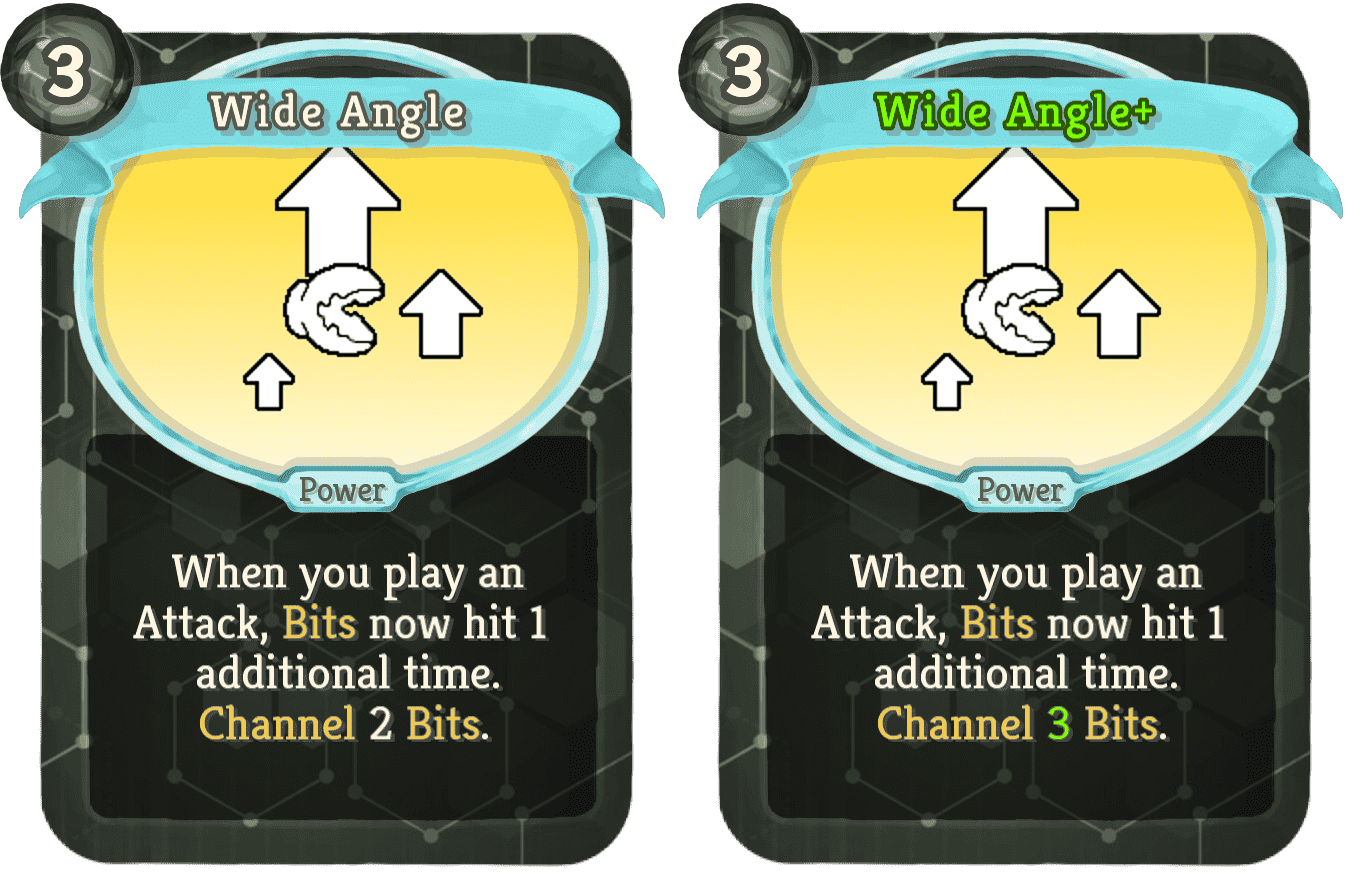 3
Wide Angle
Power
When you play an
Attack, Bits now hit 1
additional time.
Channel 2 Bits.
3
Wide Angle+
Power
When you play an
Attack, Bits now hit 1
additional time.
Channel 3 Bits.